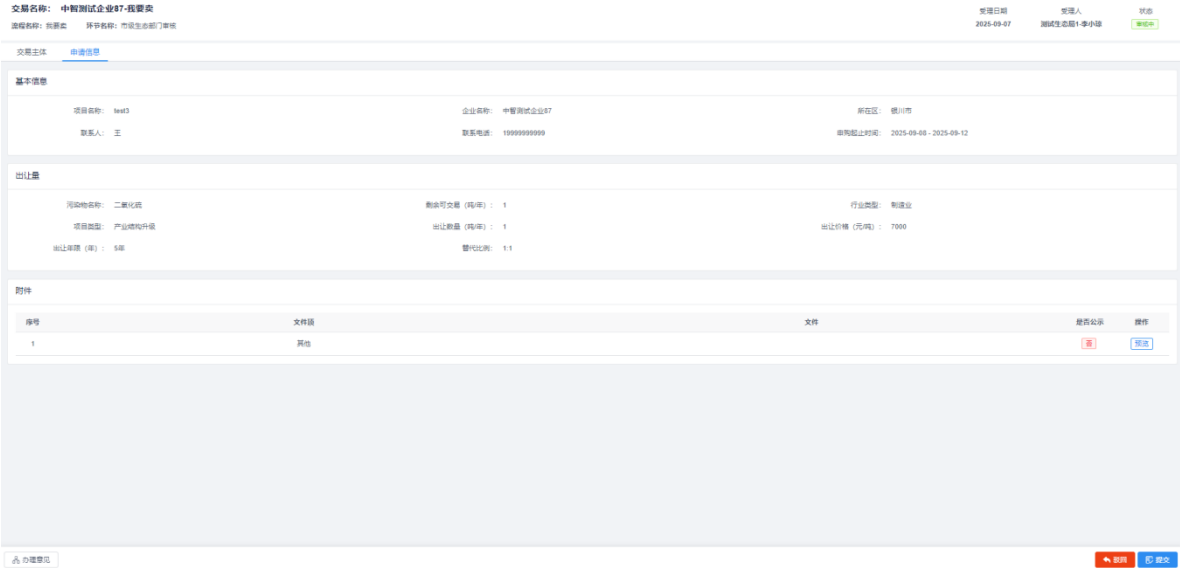 交易名称： 中智测试企业87-我要卖
流程名称：我要卖 环节名称：市级生态部门审核
受理日期 受理人 状态
2025-09-07 测试生态局1-李小琼 审核中
交易主体 申请信息
基本信息
项目名称： test3 企业名称： 中智测试企业87 所在区： 银川市
联系人： 王 联系电话： 19999999999 申购起止时间： 2025-09-08 - 2025-09-12
出让量
污染物名称： 二氧化硫 剩余可交易（吨/年）： 1 行业类型： 制造业
项目类型： 产业结构升级 出让数量（吨/年）： 1 出让价格（元/吨）： 7000
出让年限（年）： 5年 替代比例： 1:1
附件
序号 文件类 文件 是否公示 操作
1 其他 否 预览
办理意见 驳回 提交